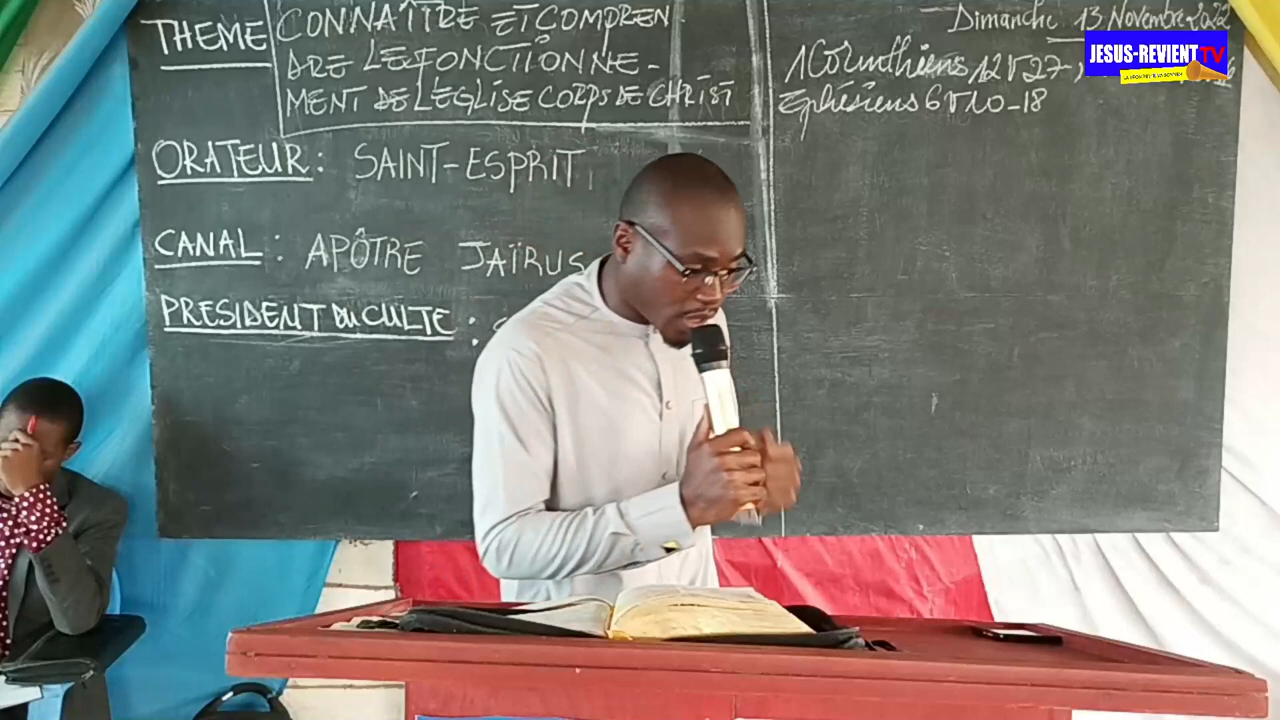 THEME CONNAÎTRE ET COMPREN
DRE LE FONCTIONNE-
MENT DE L'EGLISE CORPS DE CHRIST
ORATEUR : SAINT-ESPRIT,
CANAL : APÔTRE JAÏRUS
PRESIDENT DU CULTE :
Dimanche 13 Novembre 2022
1 Corinthiens 12 V 27
Ephésiens 6 V 10-18
JESUS-REVIENT TV